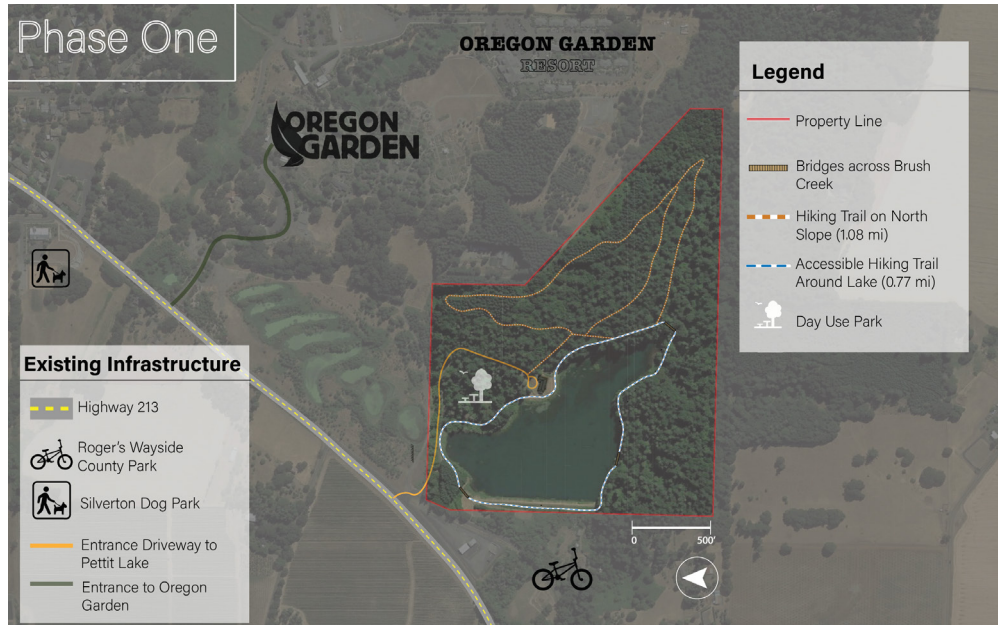 Phase One
OREGON GARDEN
RESORT
OREGON
GARDEN
Legend
Property Line
Bridges across Brush
Creek
Hiking Trail on North
Slope (1.08 mi)
Accessible Hiking Trail
Around Lake (0.77 mi)
Day Use Park
Existing Infrastructure
Highway 213
Roger's Wayside
County Park
Silverton Dog Park
Entrance Driveway to
Pettit Lake
Entrance to Oregon
Garden
0 500'